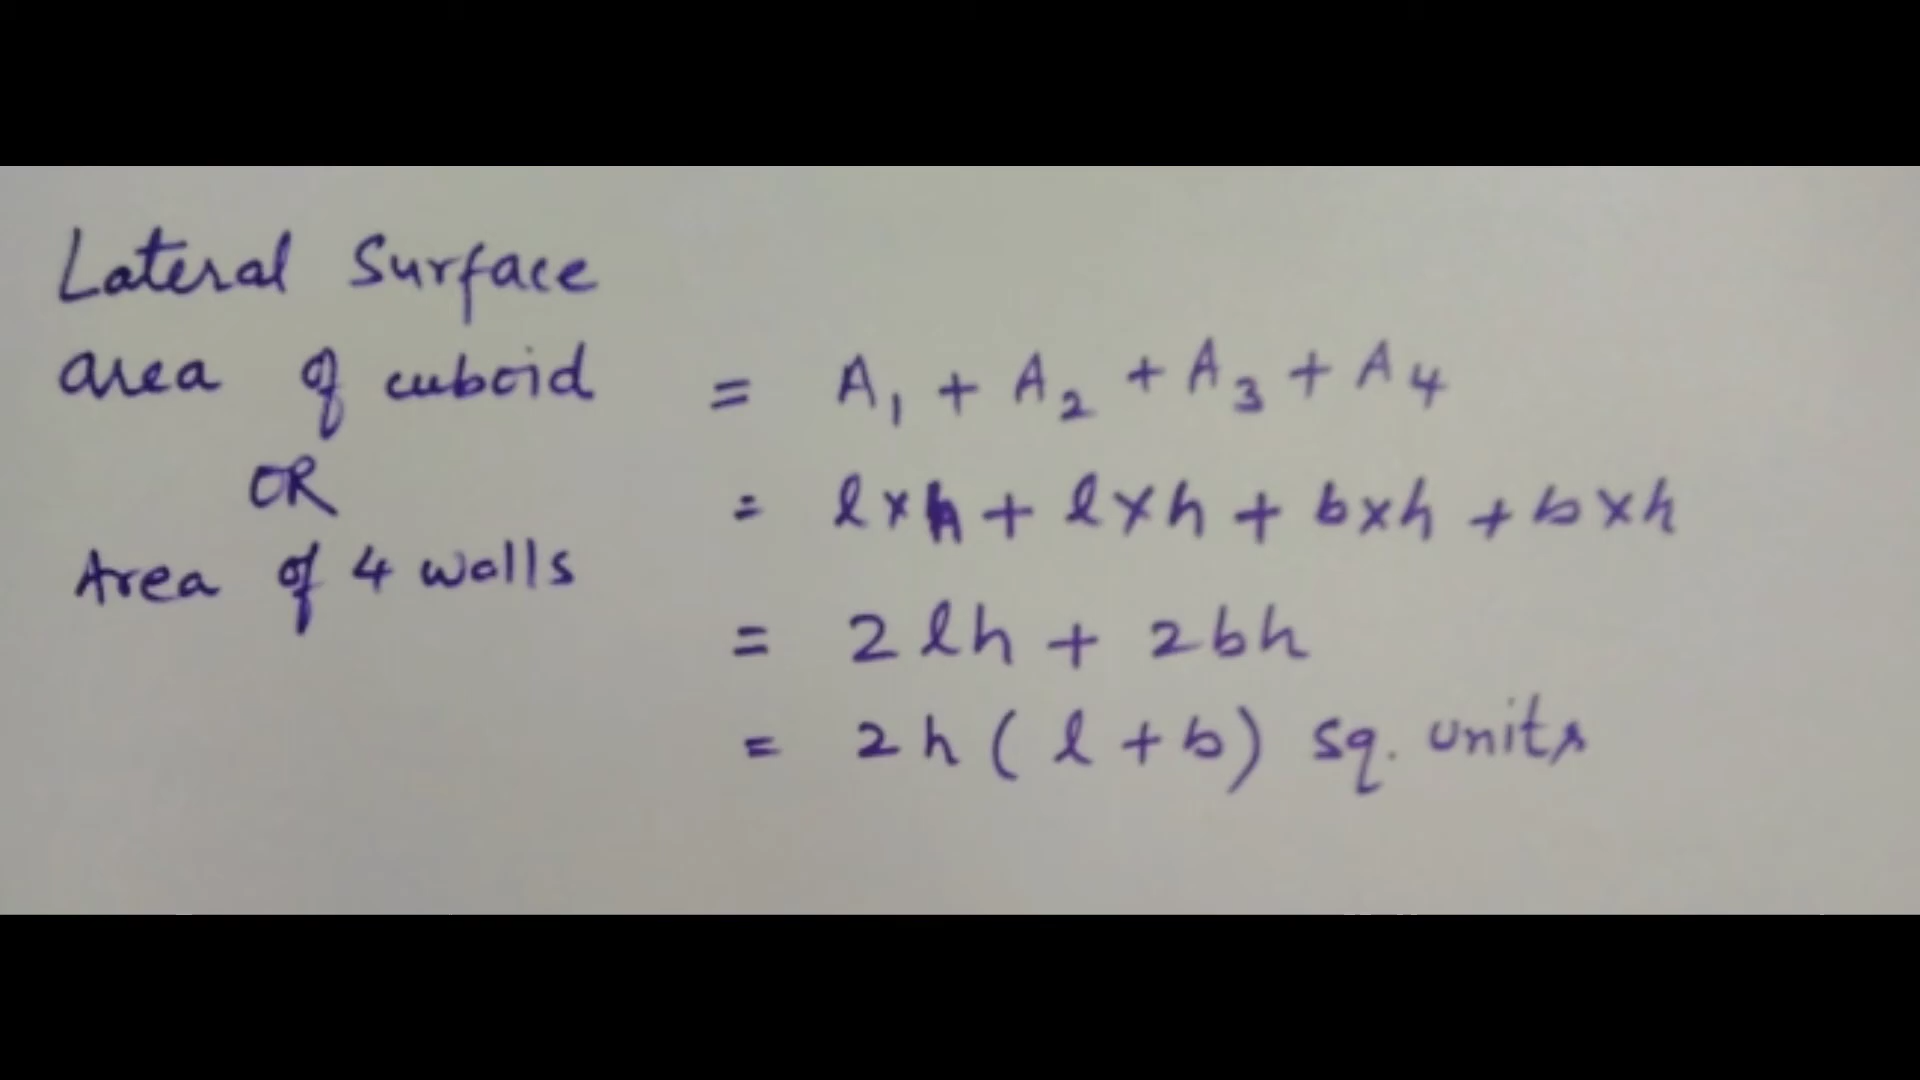 Lateral Surface
area of cuboid = A₁ + A₂ + A₃ + A₄
OR
= l×h + l×h + b×h + b×h
Area of 4 walls
= 2lh + 2bh
= 2h(l+b) sq. units